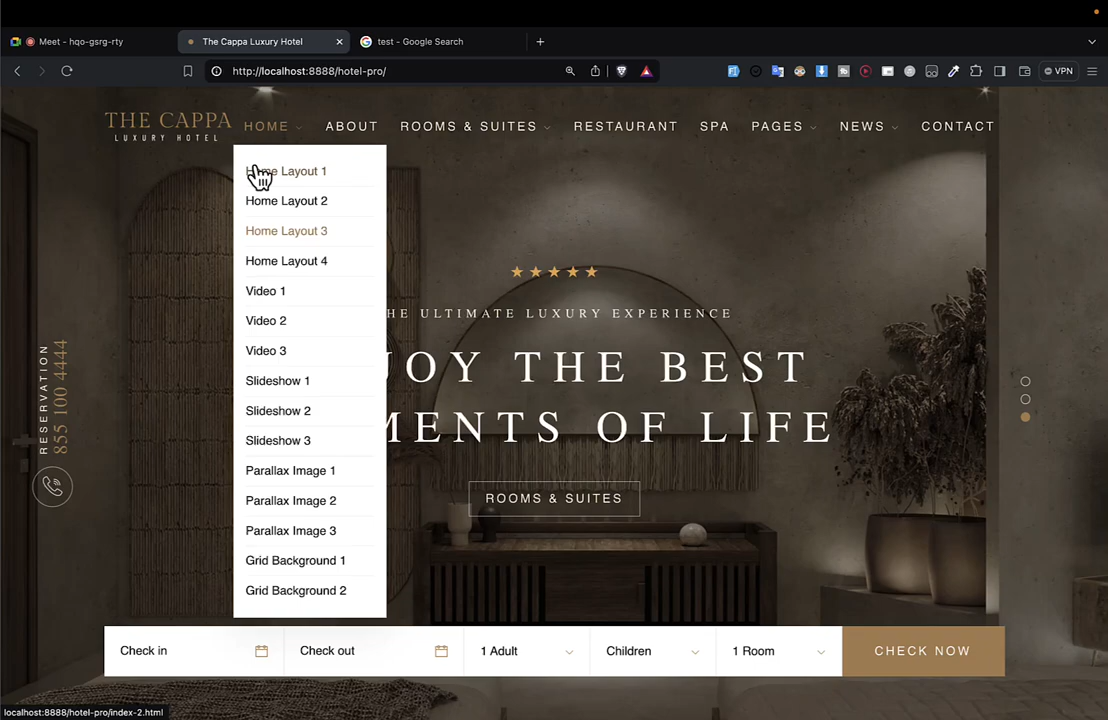 Meet - hqo-gsrg-rty
The Cappa Luxury Hotel
test - Google Search
http://localhost:8888/hotel-pro/
VPN
THE CAPPA
LUXURY HOTEL
HOME
ABOUT
ROOMS & SUITES
RESTAURANT
SPA
PAGES
NEWS
CONTACT
Home Layout 1
Home Layout 2
Home Layout 3
Home Layout 4
Video 1
Video 2
Video 3
Slideshow 1
Slideshow 2
Slideshow 3
Parallax Image 1
Parallax Image 2
Parallax Image 3
Grid Background 1
Grid Background 2
HE ULTIMATE LUXURY EXPERIENCE
JOY THE BEST
MENTS OF LIFE
ROOMS & SUITES
RESERVATION
855 100 4444
Check in
Check out
1 Adult
Children
1 Room
CHECK NOW
localhost:8888/hotel-pro/index-2.html